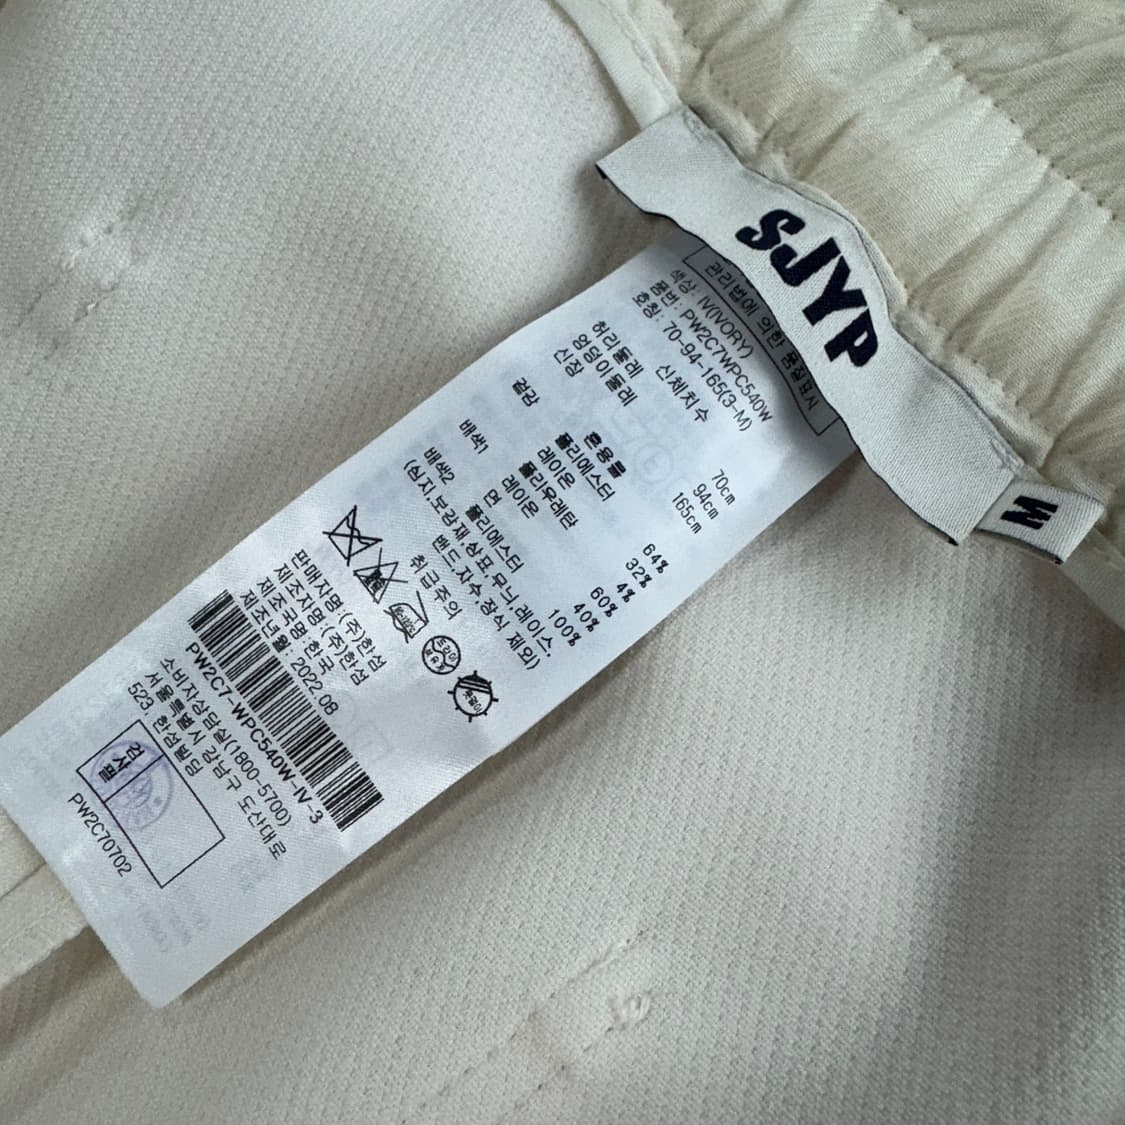 SJYP
M
관리법에 의한 품질표시
색상: IV(IVORY)
품번: PW2C7WPC540W
호칭: 70-94-165(3-M)
신체치수
허리둘레 70cm
엉덩이둘레 94cm
신장 165cm
혼용률
겉감 폴리에스터 64%
레이온 32%
폴리우레탄 4%
배색1 면 60%
레이온 40%
배색2 폴리에스터 100%
(심지,보강재,상표,무늬,레이스,
밴드,자수,장식 제외)
취급주의
드라이
옷걸이
판매자명:(주)한섬
제조자명:(주)한섬
제조국명:한국
제조년월: 2022.08
PW2C7-WPC540W-IV-3
소비자상담실(1800-5700)
서울특별시 강남구 도산대로
523, 한섬빌딩
검사필
PW2C70702